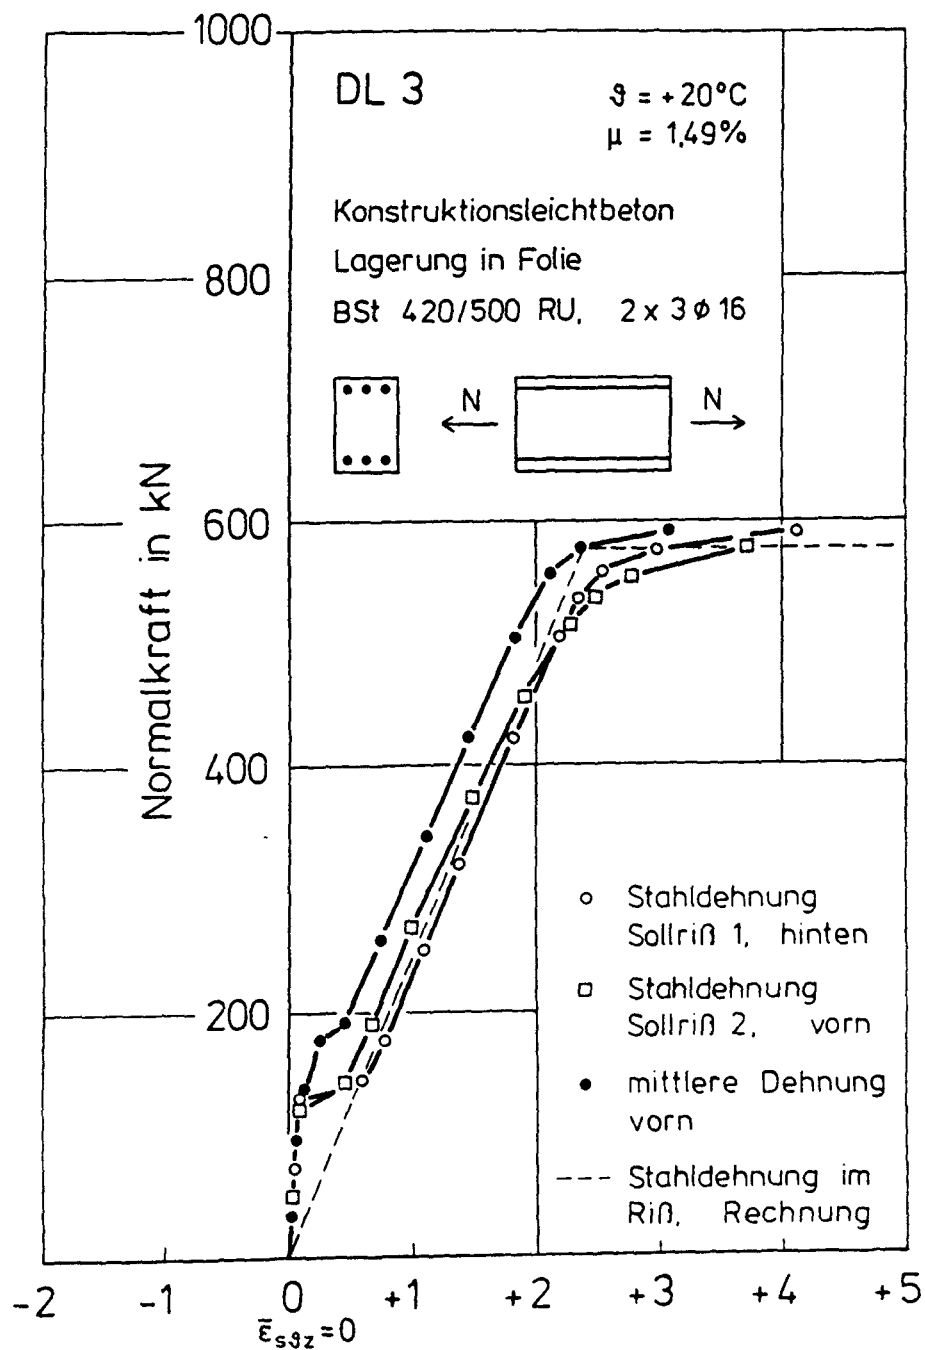 1000
DL 3
ϑ = +20°C
μ = 1,49%
Konstruktionsleichtbeton
Lagerung in Folie
800
BSt 420/500 RU, 2 x 3 ϕ 16
N
N
Normalkraft in kN
600
400
Stahldehnung
Sollriß 1, hinten
Stahldehnung
Sollriß 2, vorn
200
mittlere Dehnung
vorn
Stahldehnung im
Riß, Rechnung
-2 -1 0 +1 +2 +3 +4 +5
ε̄sϑz=0